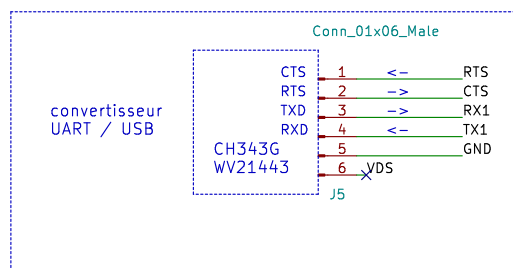 Conn_01x06_Male
CTS 1 <- RTS
RTS 2 -> CTS
convertisseur TXD 3 -> RX1
UART / USB RXD 4 <- TX1
CH343G 5 GND
WV21443 6 VDS
J5